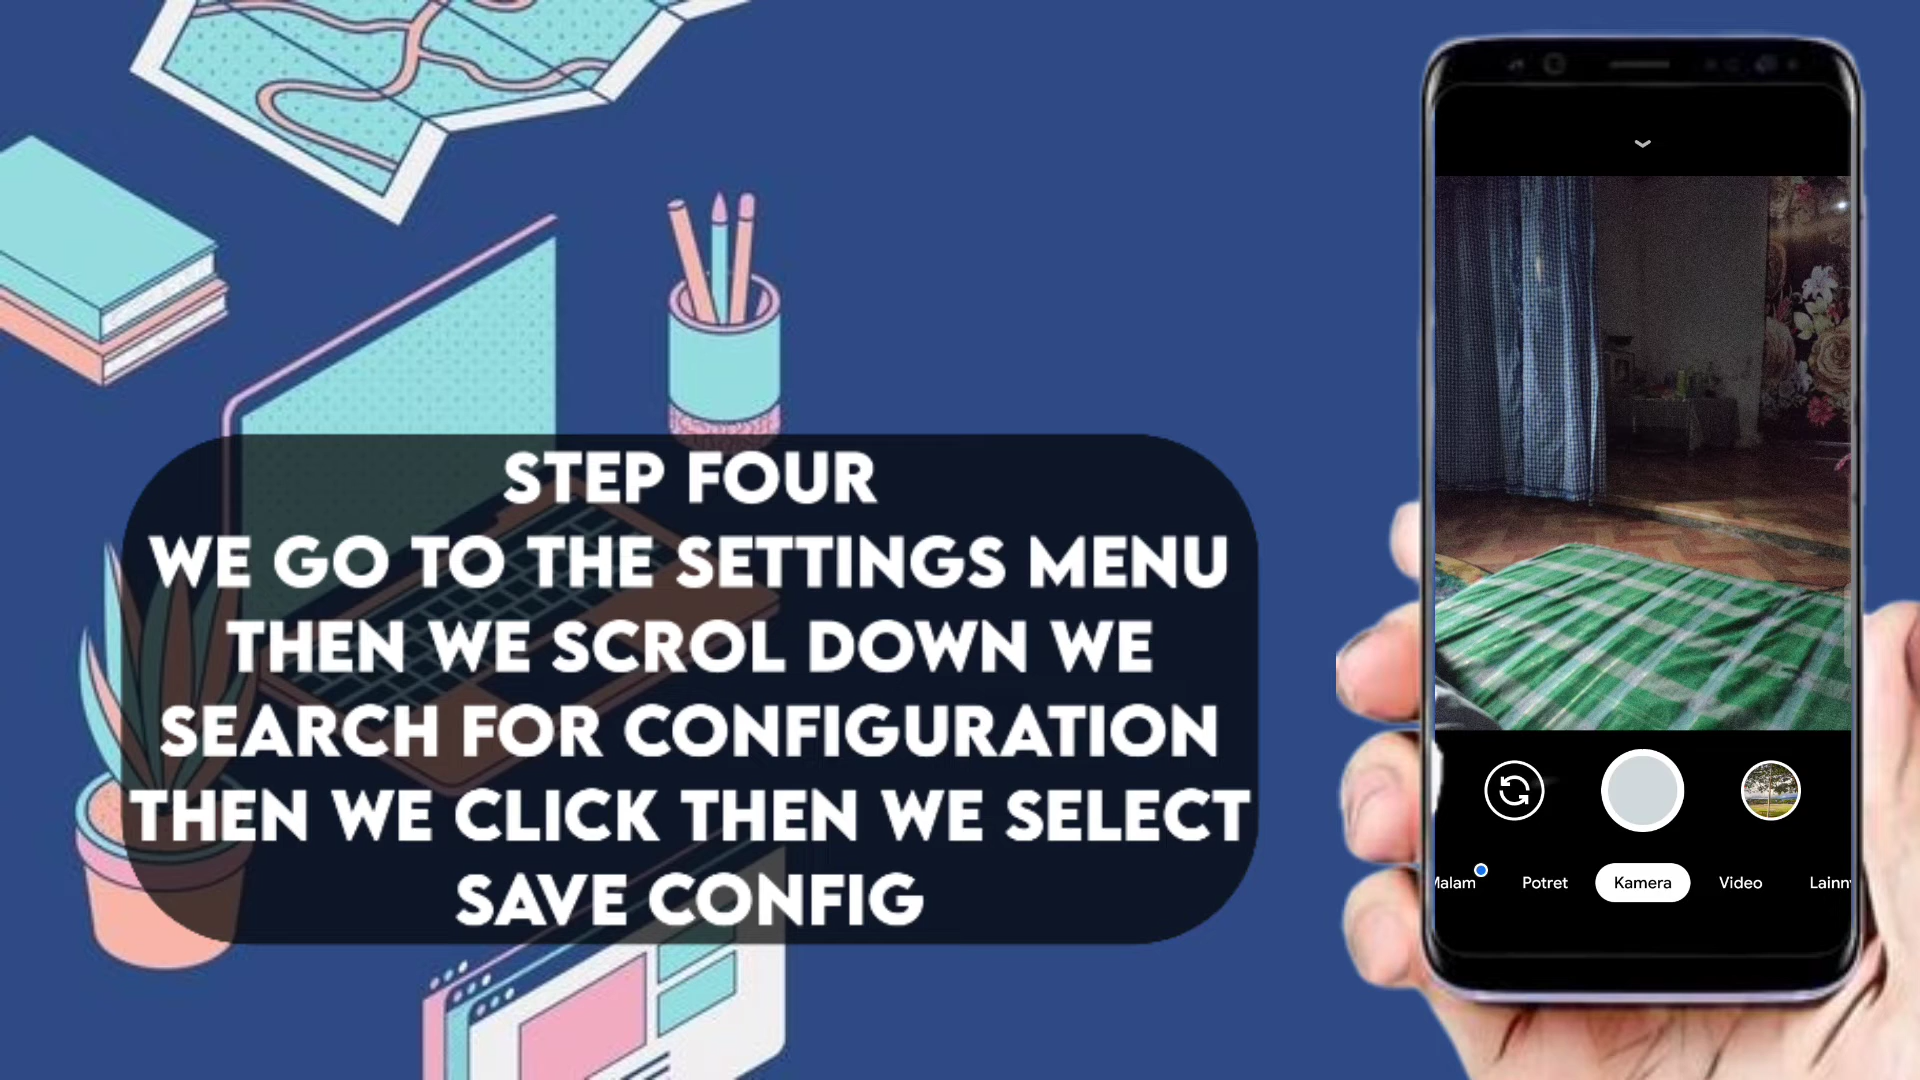 STEP FOUR
WE GO TO THE SETTINGS MENU
THEN WE SCROL DOWN WE
SEARCH FOR CONFIGURATION
THEN WE CLICK THEN WE SELECT
SAVE CONFIG
Potret Kamera Video